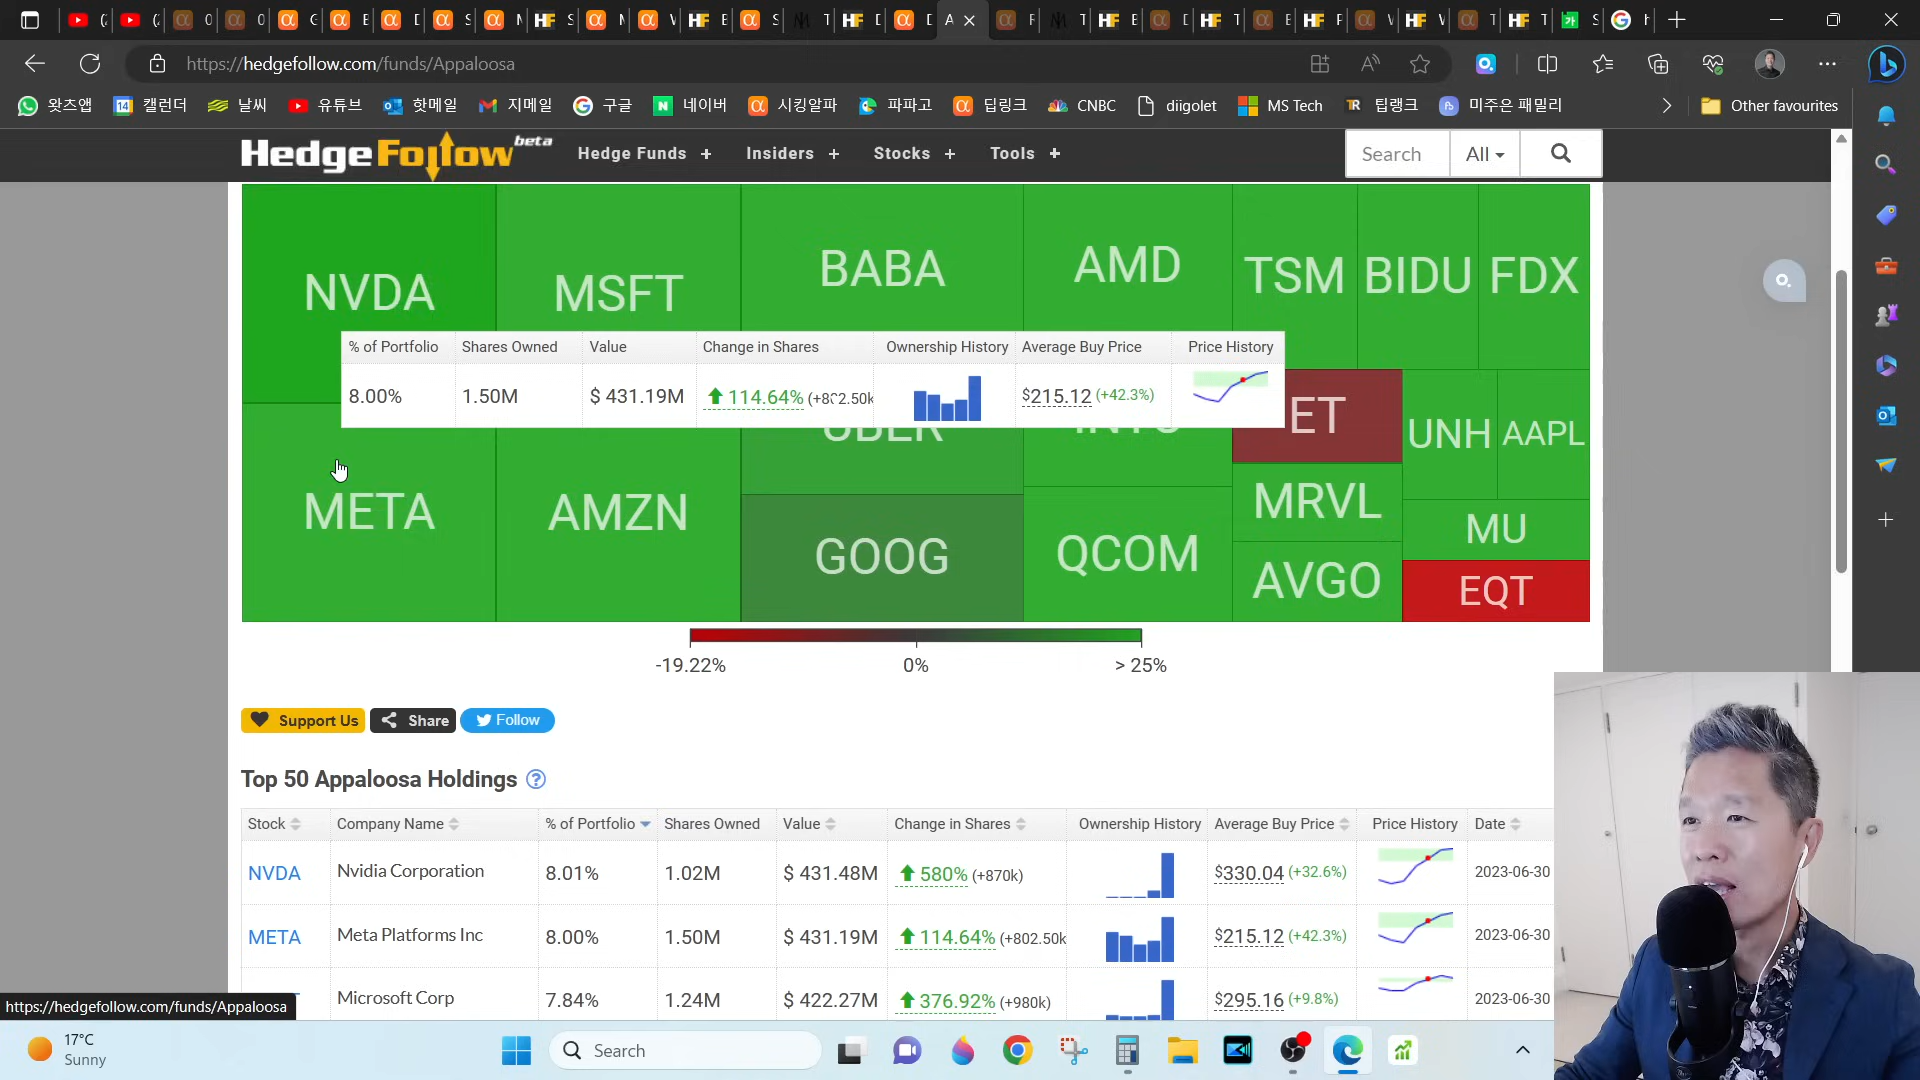 https://hedgefollow.com/funds/Appaloosa
왓츠앱 캘린더 날씨 유튜브 핫메일 지메일 구글 네이버 시킹알파 파파고 딥링크 CNBC diigolet MS Tech 팁랭크 미주은 패밀리 Other favourites
HedgeFollow beta Hedge Funds + Insiders + Stocks + Tools + Search All
NVDA MSFT BABA AMD TSM BIDU FDX
% of Portfolio Shares Owned Value Change in Shares Ownership History Average Buy Price Price History
8.00% 1.50M $ 431.19M 114.64% (+802.50k $215.12 (+42.3%)
UBER INTC ET UNH AAPL
META AMZN GOOG QCOM MRVL MU
AVGO EQT
-19.22% 0% > 25%
Support Us Share Follow
Top 50 Appaloosa Holdings
Stock Company Name % of Portfolio Shares Owned Value Change in Shares Ownership History Average Buy Price Price History Date
NVDA Nvidia Corporation 8.01% 1.02M $ 431.48M 580% (+870k) $330.04 (+32.6%) 2023-06-30
META Meta Platforms Inc 8.00% 1.50M $ 431.19M 114.64% (+802.50k $215.12 (+42.3%) 2023-06-30
Microsoft Corp 7.84% 1.24M $ 422.27M 376.92% (+980k) $295.16 (+9.8%) 2023-06-30
https://hedgefollow.com/funds/Appaloosa
17°C
Sunny
Search